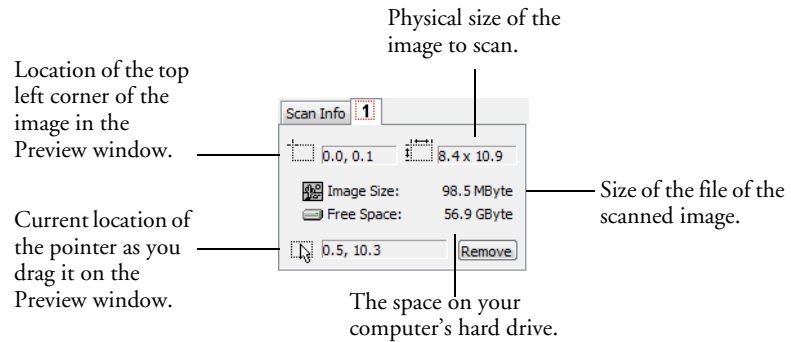 Physical size of the
image to scan.
Location of the top
left corner of the
image in the
Preview window.
Scan Info 1
0.0, 0.1 8.4 x 10.9
Image Size: 98.5 MByte
Free Space: 56.9 GByte
0.5, 10.3 Remove
Size of the file of the
scanned image.
Current location of
the pointer as you
drag it on the
Preview window.
The space on your
computer's hard drive.